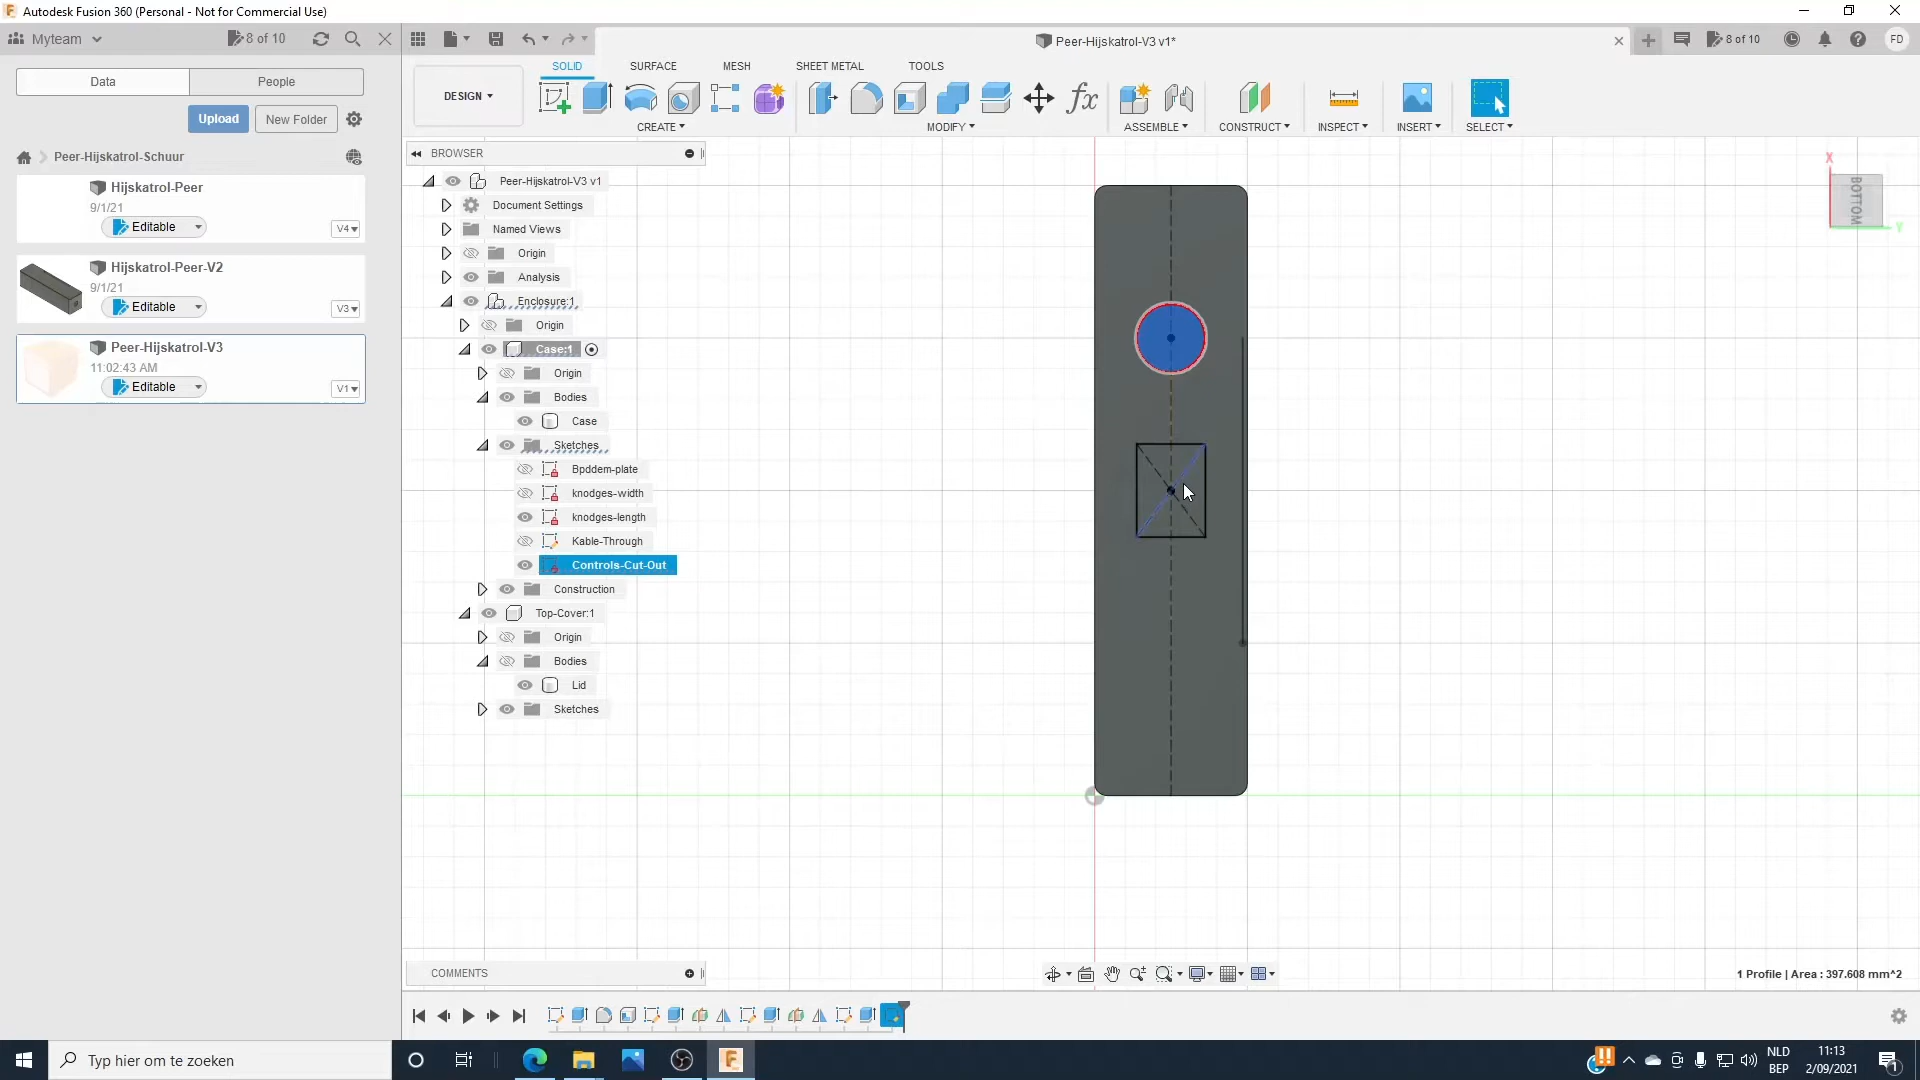 Autodesk Fusion 360 (Personal - Not for Commercial Use)
Myteam
8 of 10
Peer-Hijskatrol-V3 v1*
8 of 10
FD
Data
People
Upload
New Folder
Peer-Hijskatrol-Schuur
Hijskatrol-Peer
9/1/21
Editable
V4
Hijskatrol-Peer-V2
9/1/21
Editable
V3
Peer-Hijskatrol-V3
11:02:43 AM
Editable
V1
DESIGN
SOLID
SURFACE
MESH
SHEET METAL
TOOLS
CREATE
MODIFY
ASSEMBLE
CONSTRUCT
INSPECT
INSERT
SELECT
BROWSER
Peer-Hijskatrol-V3 v1
Document Settings
Named Views
Origin
Analysis
Enclosure:1
Origin
Case:1
Origin
Bodies
Case
Sketches
Bpddem-plate
knodges-width
knodges-length
Kable-Through
Controls-Cut-Out
Construction
Top-Cover:1
Origin
Bodies
Lid
Sketches
X
BOTTOM
Y
COMMENTS
1 Profile | Area : 397.608 mm^2
Typ hier om te zoeken
NLD
BEP
11:13
2/09/2021
1